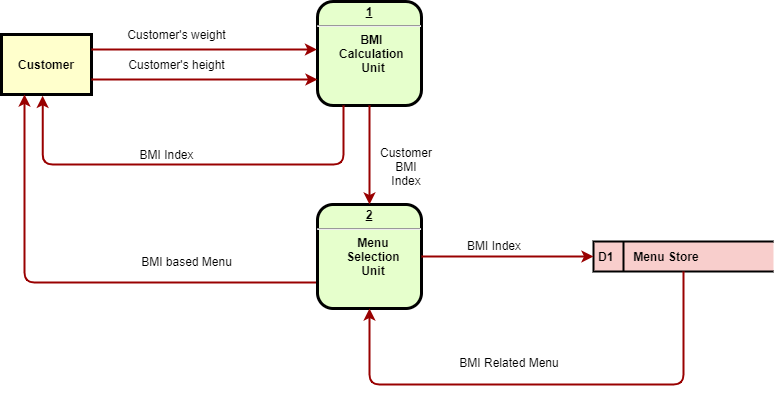 1
Customer's weight
BMI
Calculation
Unit
Customer
Customer's height
BMI Index
Customer
BMI
Index
2
Menu
Selection
Unit
BMI Index
D1 Menu Store
BMI based Menu
BMI Related Menu